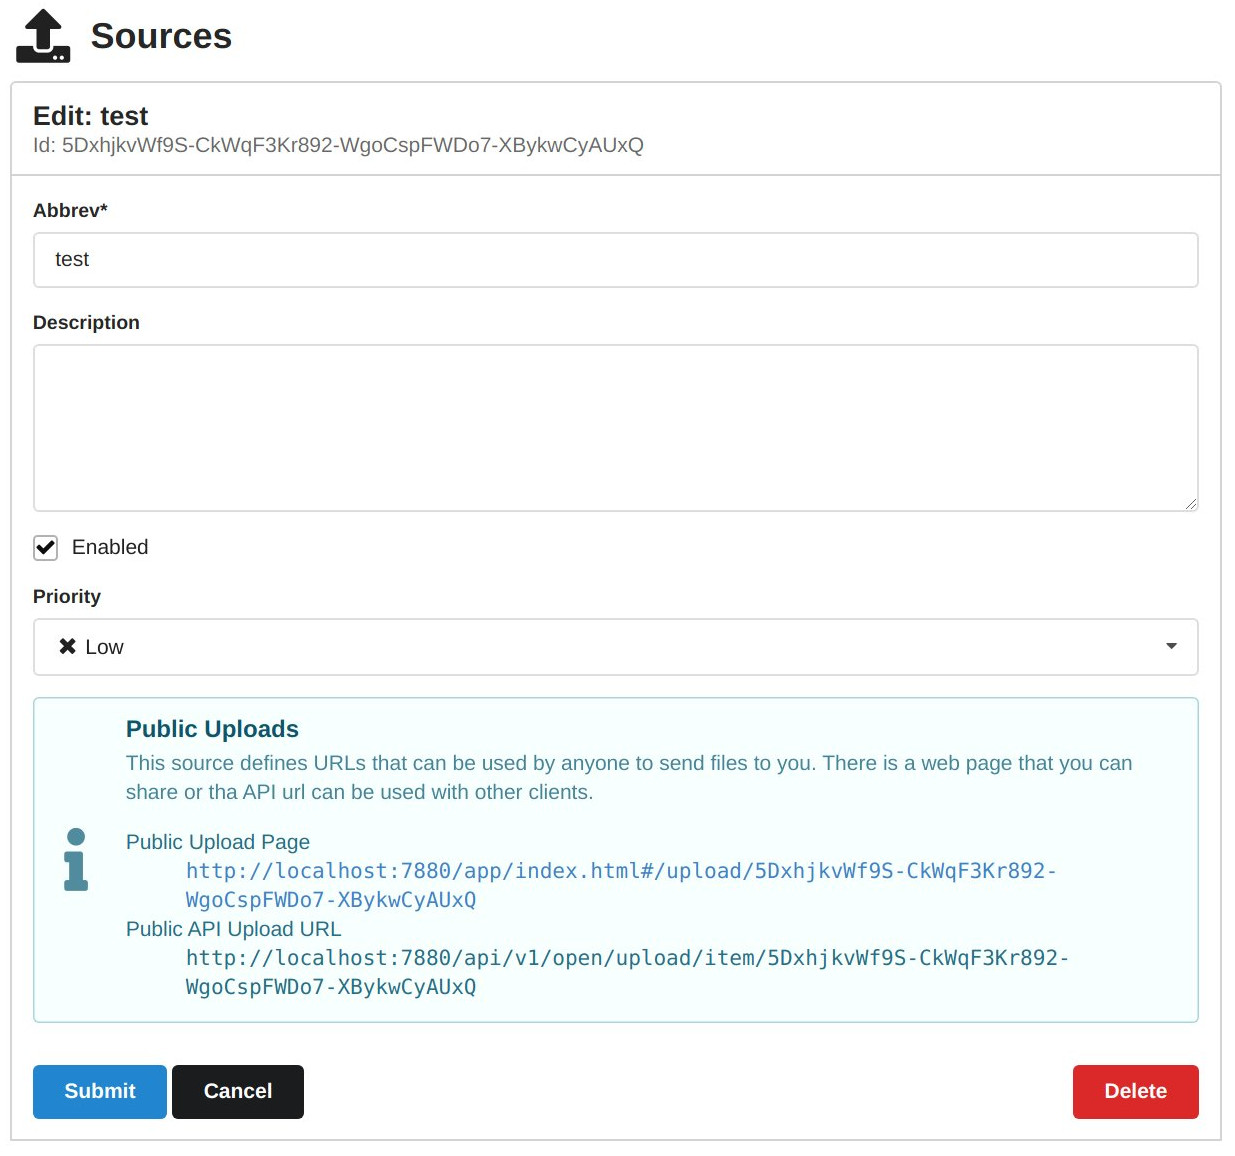 Sources
Edit: test
Id: 5DxhjkvWf9S-CkWqF3Kr892-WgoCspFWDo7-XBykwCyAUxQ
Abbrev*
test
Description
Enabled
Priority
Low
Public Uploads
This source defines URLs that can be used by anyone to send files to you. There is a web page that you can
share or tha API url can be used with other clients.
Public Upload Page
http://localhost:7880/app/index.html#/upload/5DxhjkvWf9S-CkWqF3Kr892-
WgoCspFWDo7-XBykwCyAUxQ
Public API Upload URL
http://localhost:7880/api/v1/open/upload/item/5DxhjkvWf9S-CkWqF3Kr892-
WgoCspFWDo7-XBykwCyAUxQ
Submit Cancel Delete